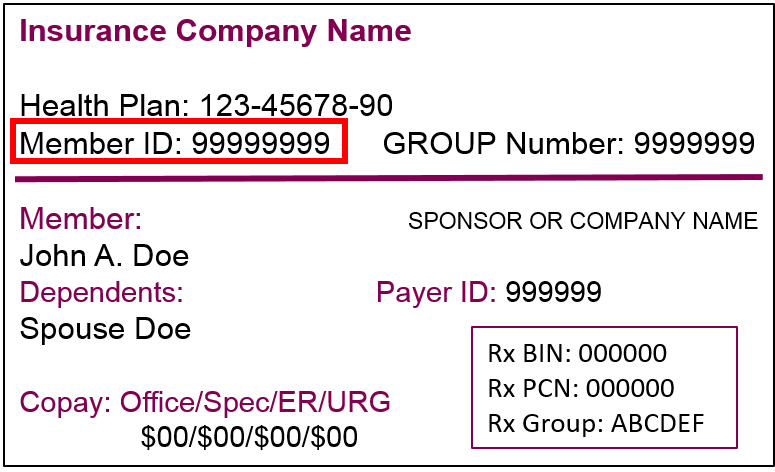 Insurance Company Name
Health Plan: 123-45678-90
Member ID: 99999999 GROUP Number: 9999999
Member: SPONSOR OR COMPANY NAME
John A. Doe
Dependents: Payer ID: 999999
Spouse Doe
Rx BIN: 000000
Rx PCN: 000000
Rx Group: ABCDEF
Copay: Office/Spec/ER/URG
$00/$00/$00/$00